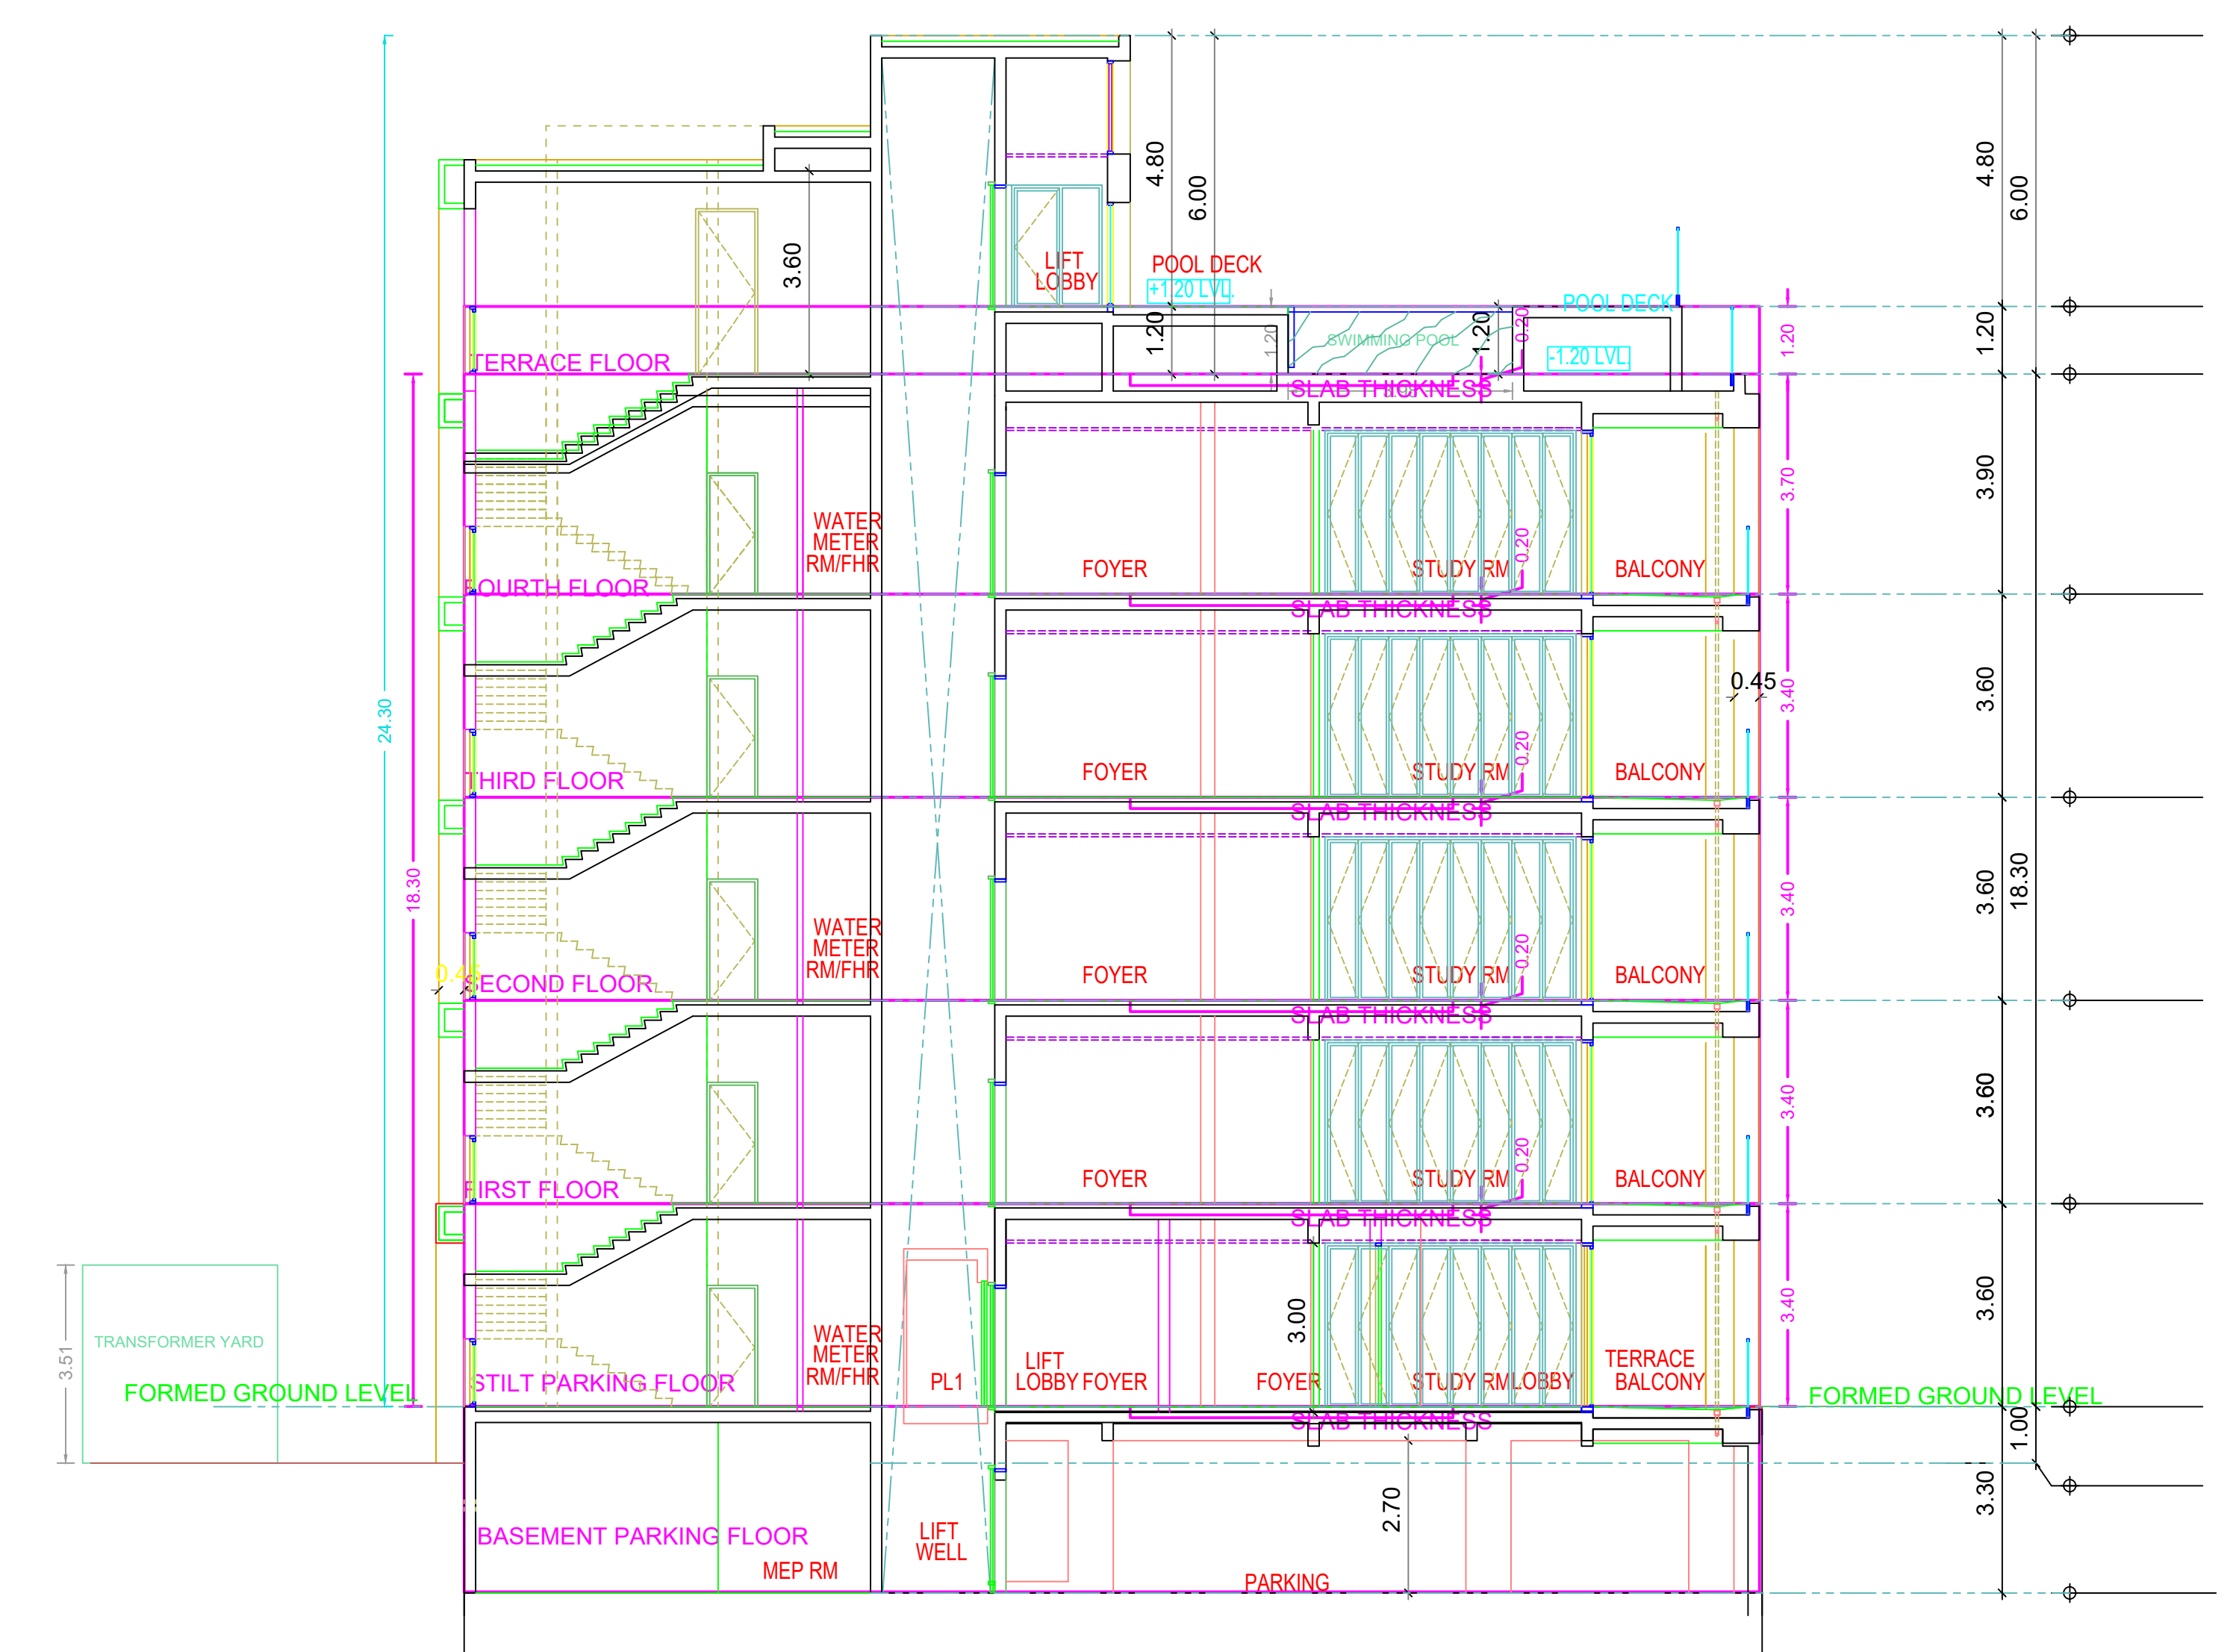 4.80
6.00
4.80
6.00
3.60
LIFT
LOBBY
POOL DECK
+1.20 LVL.
POOL DECK
1.20
1.20
SWIMMING POOL
1.20
0.20
-1.20 LVL.
1.20
1.20
TERRACE FLOOR
SLAB THICKNESS
WATER
METER
RM/FHR
FOYER
STUDY RM
0.20
BALCONY
3.70
3.90
FOURTH FLOOR
SLAB THICKNESS
24.30
FOYER
STUDY RM
0.20
BALCONY
0.45
3.40
3.60
THIRD FLOOR
SLAB THICKNESS
18.30
WATER
METER
RM/FHR
FOYER
STUDY RM
0.20
BALCONY
3.40
3.60
18.30
0.45
SECOND FLOOR
SLAB THICKNESS
FOYER
STUDY RM
0.20
BALCONY
3.40
3.60
FIRST FLOOR
SLAB THICKNESS
3.51
TRANSFORMER YARD
FORMED GROUND LEVEL
WATER
METER
RM/FHR
STILT PARKING FLOOR
PL1
LIFT
LOBBY
FOYER
3.00
FOYER
STUDY RM
LOBBY
TERRACE
BALCONY
3.40
3.60
FORMED GROUND LEVEL
SLAB THICKNESS
1.00
2.70
3.30
BASEMENT PARKING FLOOR
MEP RM
LIFT
WELL
PARKING